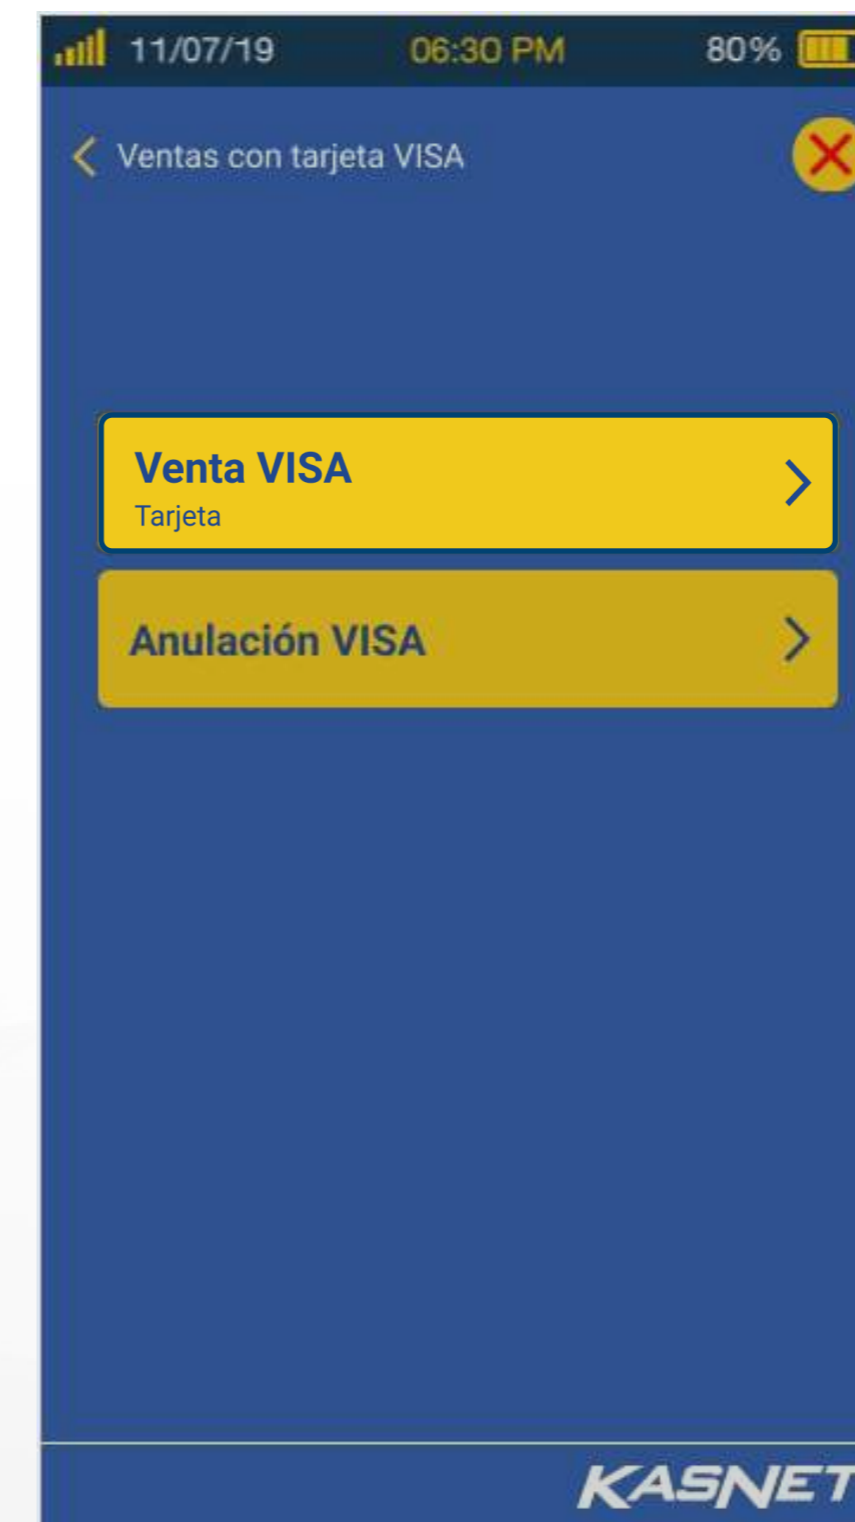 11/07/19 06:30 PM 80%
Ventas con tarjeta VISA
Venta VISA
Tarjeta
Anulación VISA
KASNET